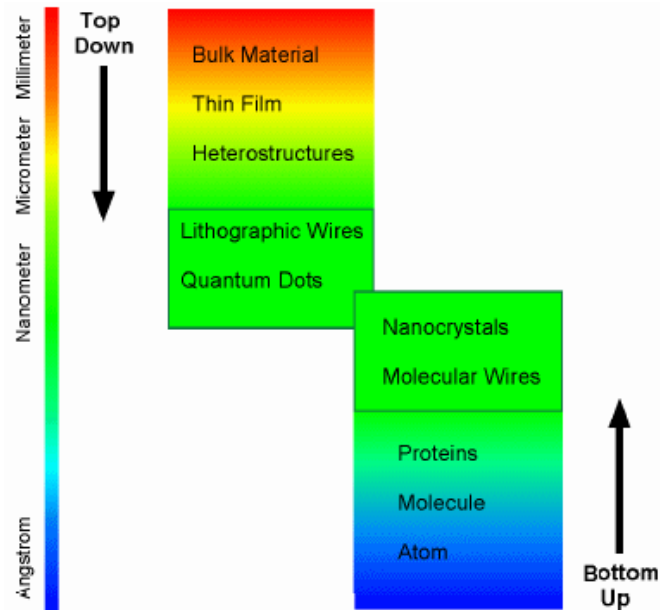 Top
Down
Millimeter
Micrometer
Nanometer
Angstrom
Bulk Material
Thin Film
Heterostructures
Lithographic Wires
Quantum Dots
Nanocrystals
Molecular Wires
Proteins
Molecule
Atom
Bottom
Up